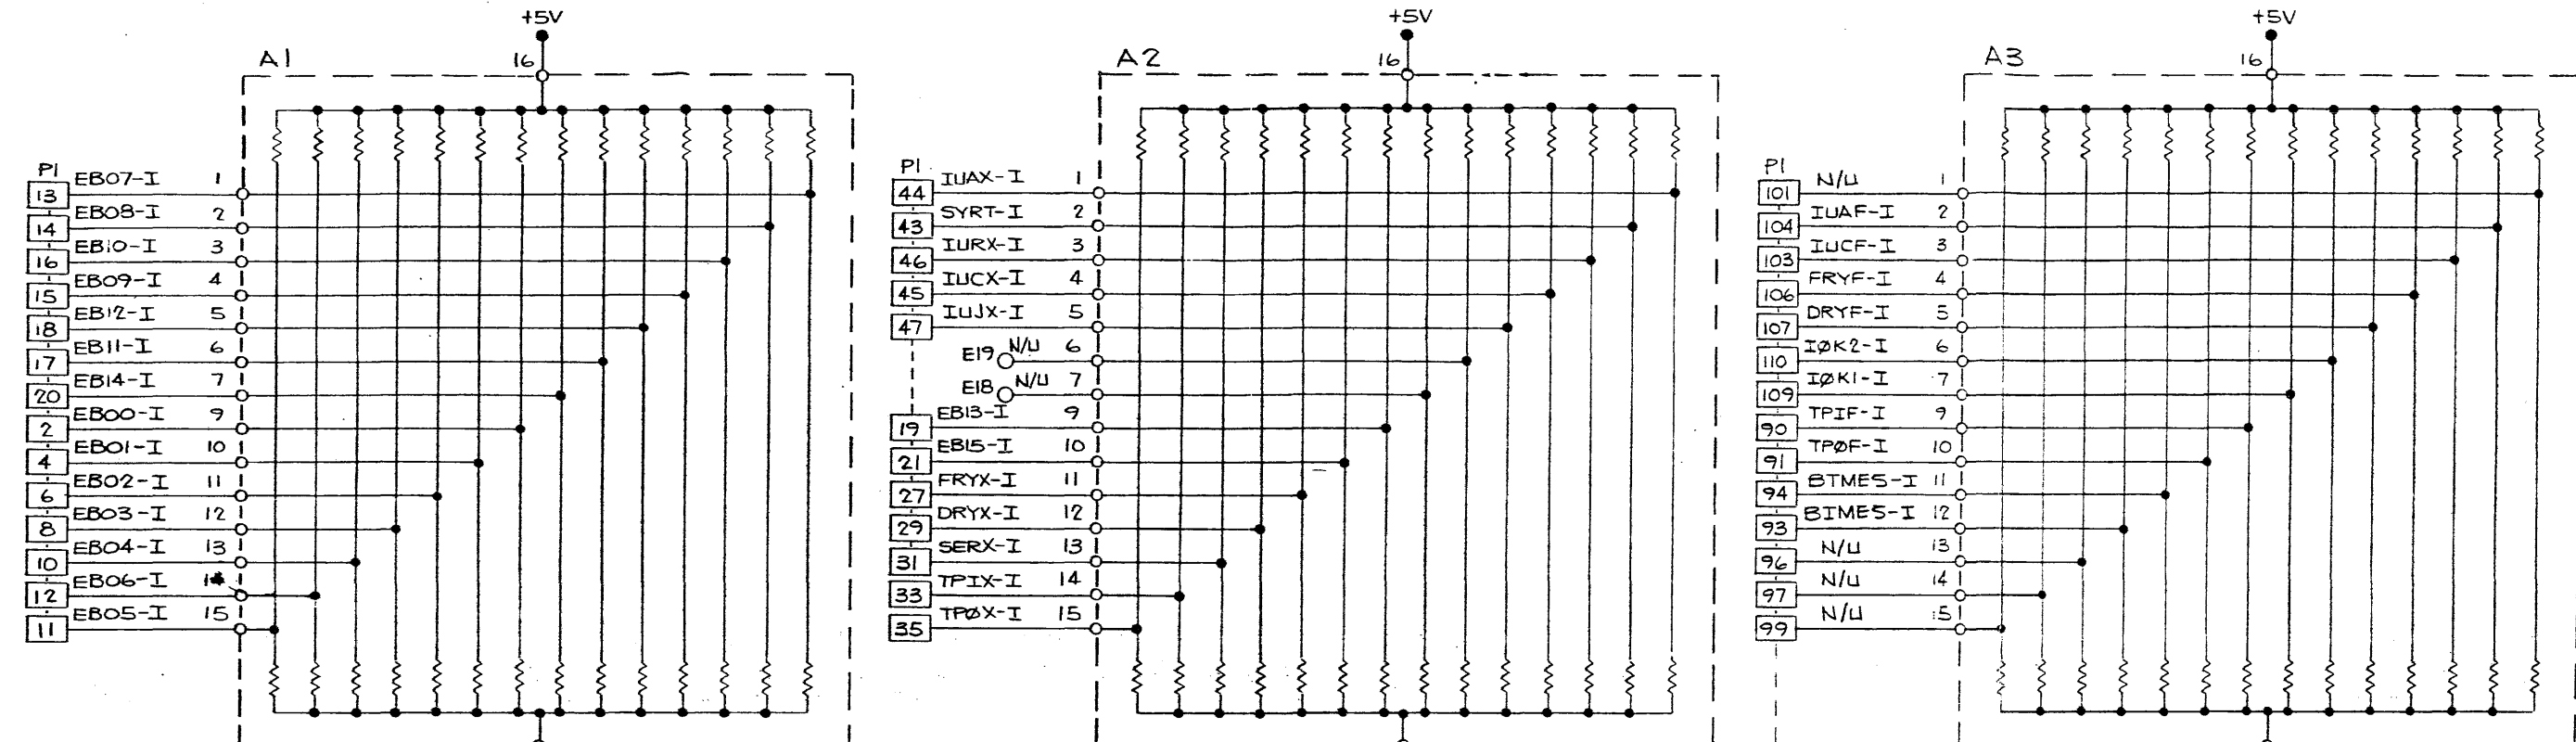 +5V
A1
16
P1
13 EB07-I 1
14 EB08-I 2
16 EB10-I 3
15 EB09-I 4
18 EB12-I 5
17 EB11-I 6
20 EB14-I 7
2 EB00-I 9
4 EB01-I 10
6 EB02-I 11
8 EB03-I 12
10 EB04-I 13
12 EB06-I 14
11 EB05-I 15
+5V
A2
16
P1
44 IUAX-I 1
43 SYRT-I 2
46 IURX-I 3
45 IUCX-I 4
47 IUJX-I 5
E19 N/U 6
E18 N/U 7
19 EB13-I 9
21 EB15-I 10
27 FRYX-I 11
29 DRYX-I 12
31 SERX-I 13
33 TPIX-I 14
35 TPØX-I 15
+5V
A3
16
P1
101 N/U 1
104 IUAF-I 2
103 IUCF-I 3
106 FRYF-I 4
107 DRYF-I 5
110 IØK2-I 6
109 IØK1-I 7
90 TPIF-I 9
91 TPØF-I 10
94 BTMES-I 11
93 BIMES-I 12
96 N/U 13
97 N/U 14
99 N/U 15